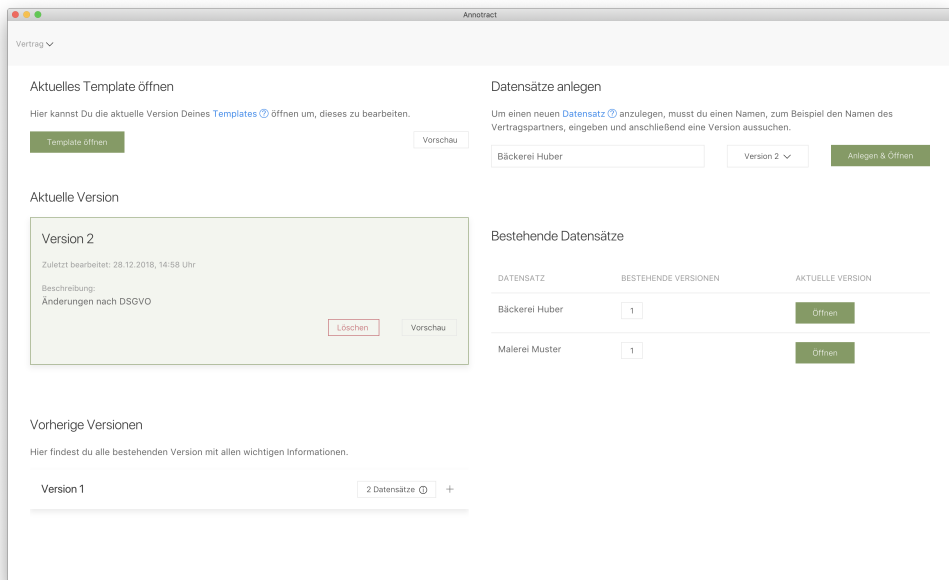 Annotract
Vertrag
Aktuelles Template öffnen
Hier kannst Du die aktuelle Version Deines Templates öffnen um, dieses zu bearbeiten.
Template öffnen
Vorschau
Aktuelle Version
Version 2
Zuletzt bearbeitet: 28.12.2018, 14:58 Uhr
Beschreibung:
Änderungen nach DSGVO
Löschen
Vorschau
Vorherige Versionen
Hier findest du alle bestehenden Version mit allen wichtigen Informationen.
Version 1
2 Datensätze
Datensätze anlegen
Um einen neuen Datensatz anzulegen, musst du einen Namen, zum Beispiel den Namen des
Vertragspartners, eingeben und anschließend eine Version aussuchen.
Bäckerei Huber
Version 2
Anlegen & Öffnen
Bestehende Datensätze
DATENSATZ BESTEHENDE VERSIONEN AKTUELLE VERSION
Bäckerei Huber 1 Öffnen
Malerei Muster 1 Öffnen